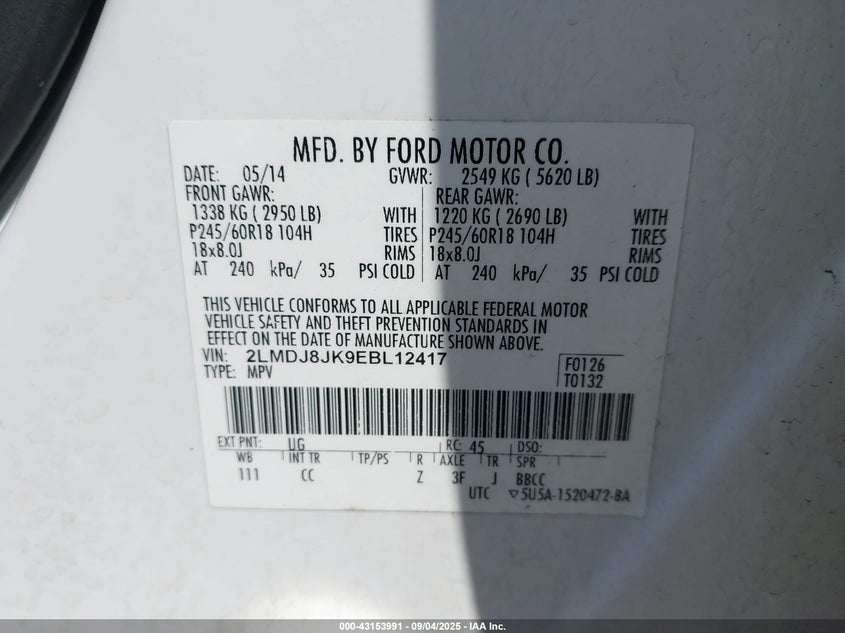 MFD. BY FORD MOTOR CO.
DATE: 05/14 GVWR: 2549 KG ( 5620 LB)
FRONT GAWR: REAR GAWR:
1338 KG ( 2950 LB) WITH 1220 KG ( 2690 LB) WITH
P245/60R18 104H TIRES P245/60R18 104H TIRES
18x8.0J RIMS 18x8.0J RIMS
AT 240 kPa/ 35 PSI COLD AT 240 kPa/ 35 PSI COLD
THIS VEHICLE CONFORMS TO ALL APPLICABLE FEDERAL MOTOR
VEHICLE SAFETY AND THEFT PREVENTION STANDARDS IN
EFFECT ON THE DATE OF MANUFACTURE SHOWN ABOVE.
VIN: 2LMDJ8JK9EBL12417
TYPE: MPV
F0126
T0132
EXT PNT: UG RC: 45 DSO:
WB INT TR TP/PS R AXLE TR SPR
111 CC Z 3F J BBCC
UTC ▽5U5A-1520472-BA
000-43153991 - 09/04/2025 - IAA Inc.